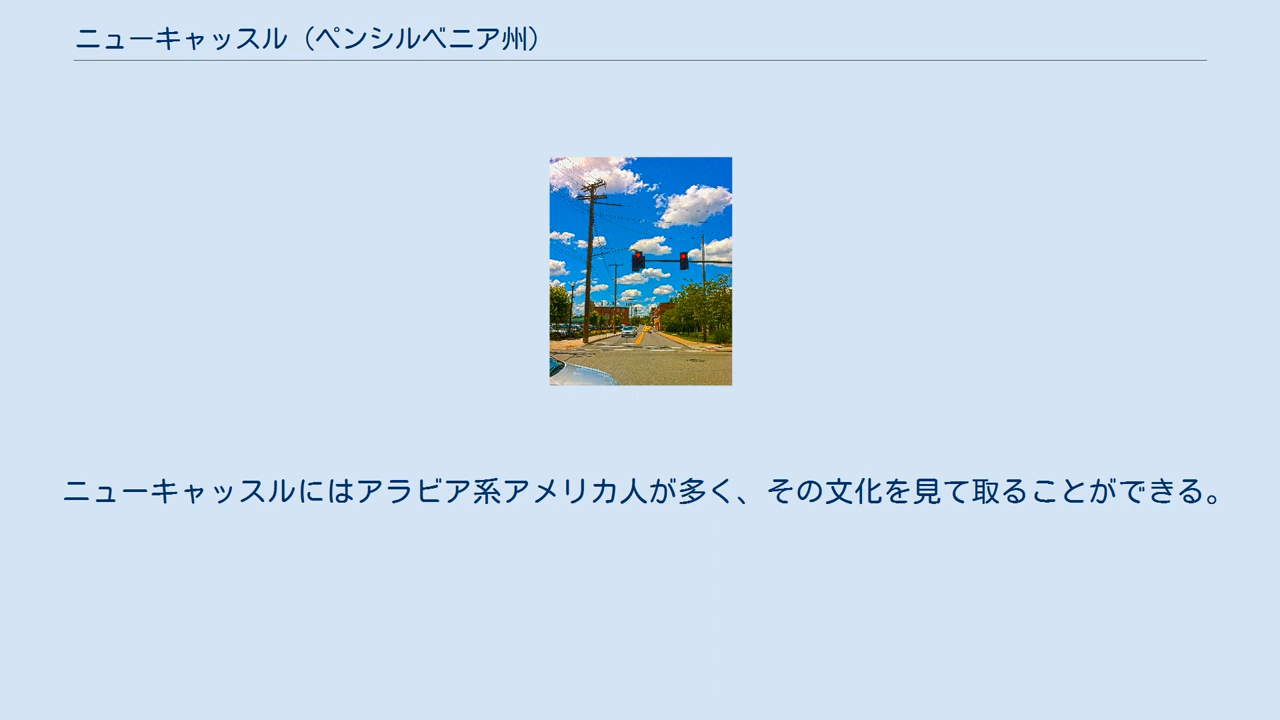 ニューキャッスル（ペンシルベニア州）
ニューキャッスルにはアラビア系アメリカ人が多く、その文化を見て取ることができる。